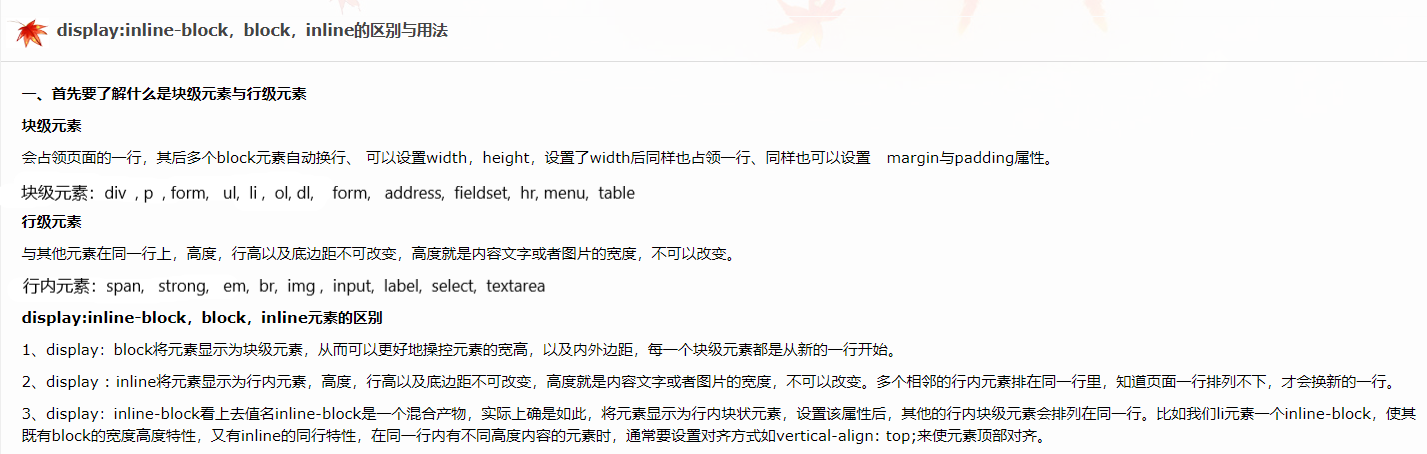 display:inline-block，block，inline的区别与用法
一、首先要了解什么是块级元素与行级元素
块级元素
会占领页面的一行，其后多个block元素自动换行、 可以设置width，height，设置了width后同样也占领一行、同样也可以设置 margin与padding属性。
块级元素：div , p , form, ul, li , ol, dl, form, address, fieldset, hr, menu, table
行级元素
与其他元素在同一行上，高度，行高以及底边距不可改变，高度就是内容文字或者图片的宽度，不可以改变。
行内元素：span, strong, em, br, img , input, label, select, textarea
display:inline-block，block，inline元素的区别
1、display：block将元素显示为块级元素，从而可以更好地操控元素的宽高，以及内外边距，每一个块级元素都是从新的一行开始。
2、display : inline将元素显示为行内元素，高度，行高以及底边距不可改变，高度就是内容文字或者图片的宽度，不可以改变。多个相邻的行内元素排在同一行里，知道页面一行排列不下，才会换新的一行。
3、display：inline-block看上去值名inline-block是一个混合产物，实际上确是如此，将元素显示为行内块状元素，设置该属性后，其他的行内块级元素会排列在同一行。比如我们li元素一个inline-block，使其
既有block的宽度高度特性，又有inline的同行特性，在同一行内有不同高度内容的元素时，通常要设置对齐方式如vertical-align: top;来使元素顶部对齐。